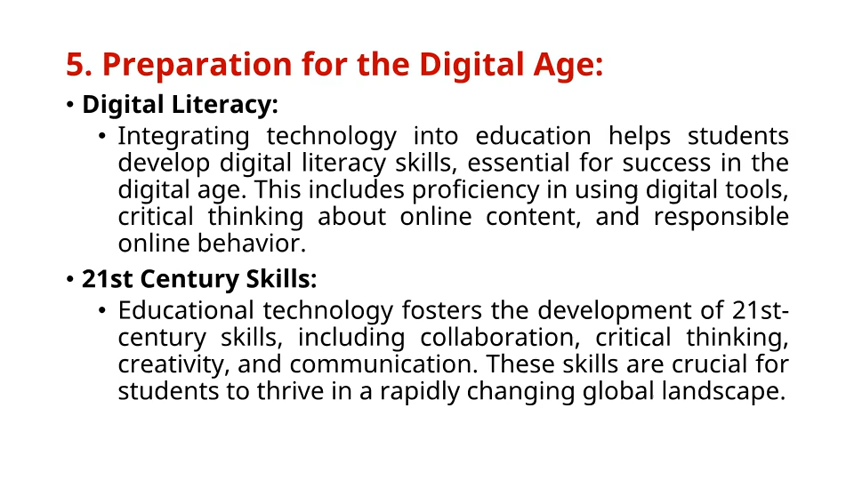 5. Preparation for the Digital Age:
• Digital Literacy:
• Integrating technology into education helps students
develop digital literacy skills, essential for success in the
digital age. This includes proficiency in using digital tools,
critical thinking about online content, and responsible
online behavior.
• 21st Century Skills:
• Educational technology fosters the development of 21st-
century skills, including collaboration, critical thinking,
creativity, and communication. These skills are crucial for
students to thrive in a rapidly changing global landscape.